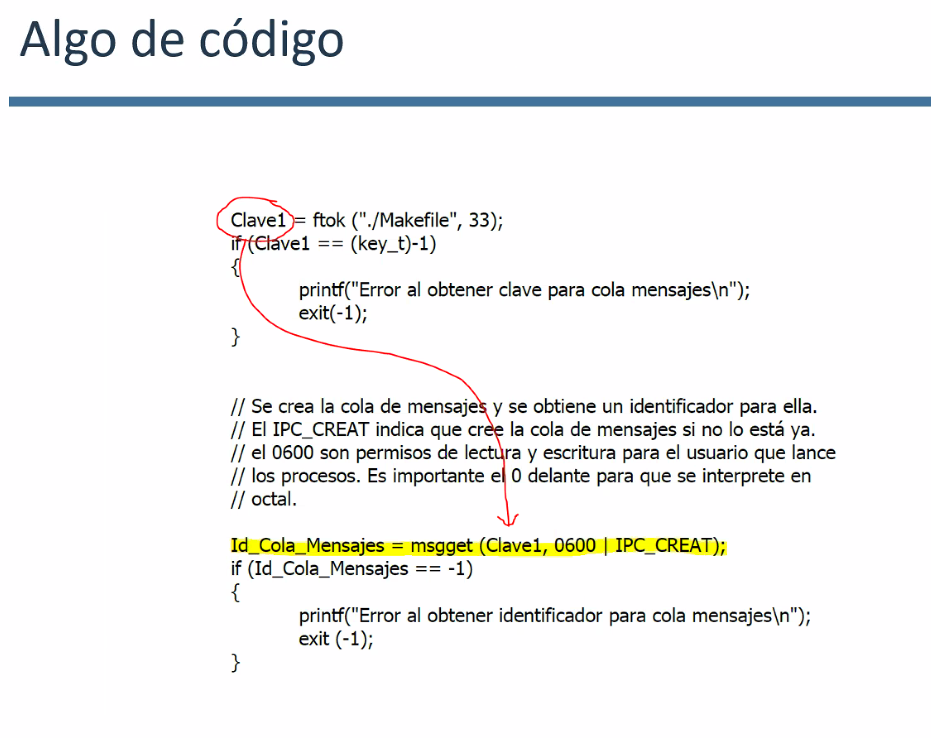 Algo de código
Clave1 = ftok ("./Makefile", 33);
if (Clave1 == (key_t)-1)
{
printf("Error al obtener clave para cola mensajes\n");
exit(-1);
}
// Se crea la cola de mensajes y se obtiene un identificador para ella.
// El IPC_CREAT indica que cree la cola de mensajes si no lo está ya.
// el 0600 son permisos de lectura y escritura para el usuario que lance
// los procesos. Es importante el 0 delante para que se interprete en
// octal.
Id_Cola_Mensajes = msgget (Clave1, 0600 | IPC_CREAT);
if (Id_Cola_Mensajes == -1)
{
printf("Error al obtener identificador para cola mensajes\n");
exit (-1);
}